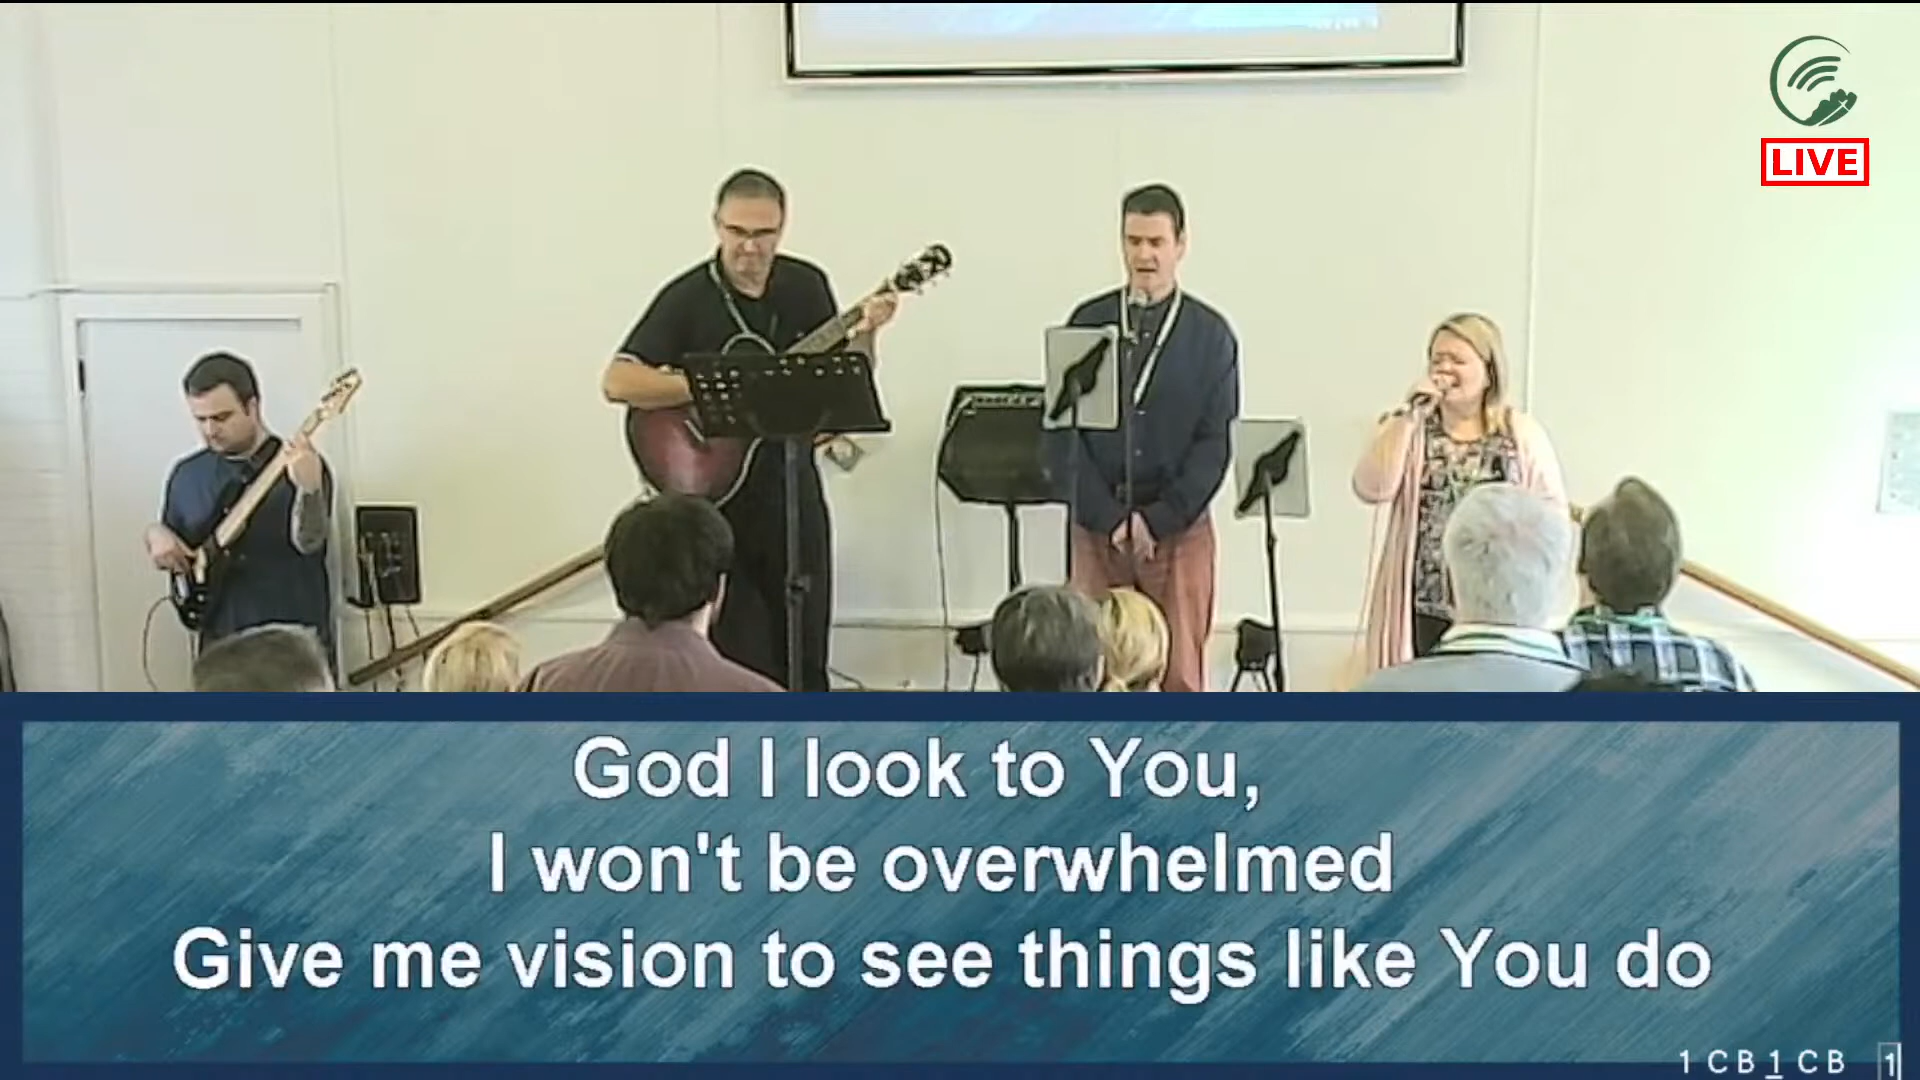 LIVE
God I look to You,
I won't be overwhelmed
Give me vision to see things like You do
1 C B 1 C B 1